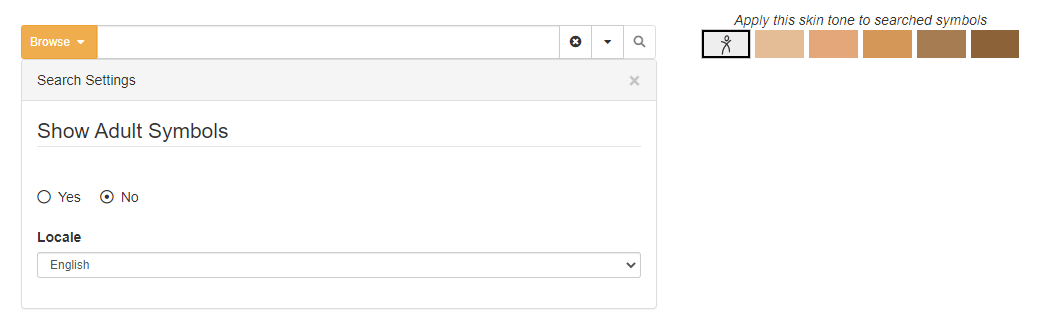 Apply this skin tone to searched symbols
Browse
Search Settings
Show Adult Symbols
Yes No
Locale
English